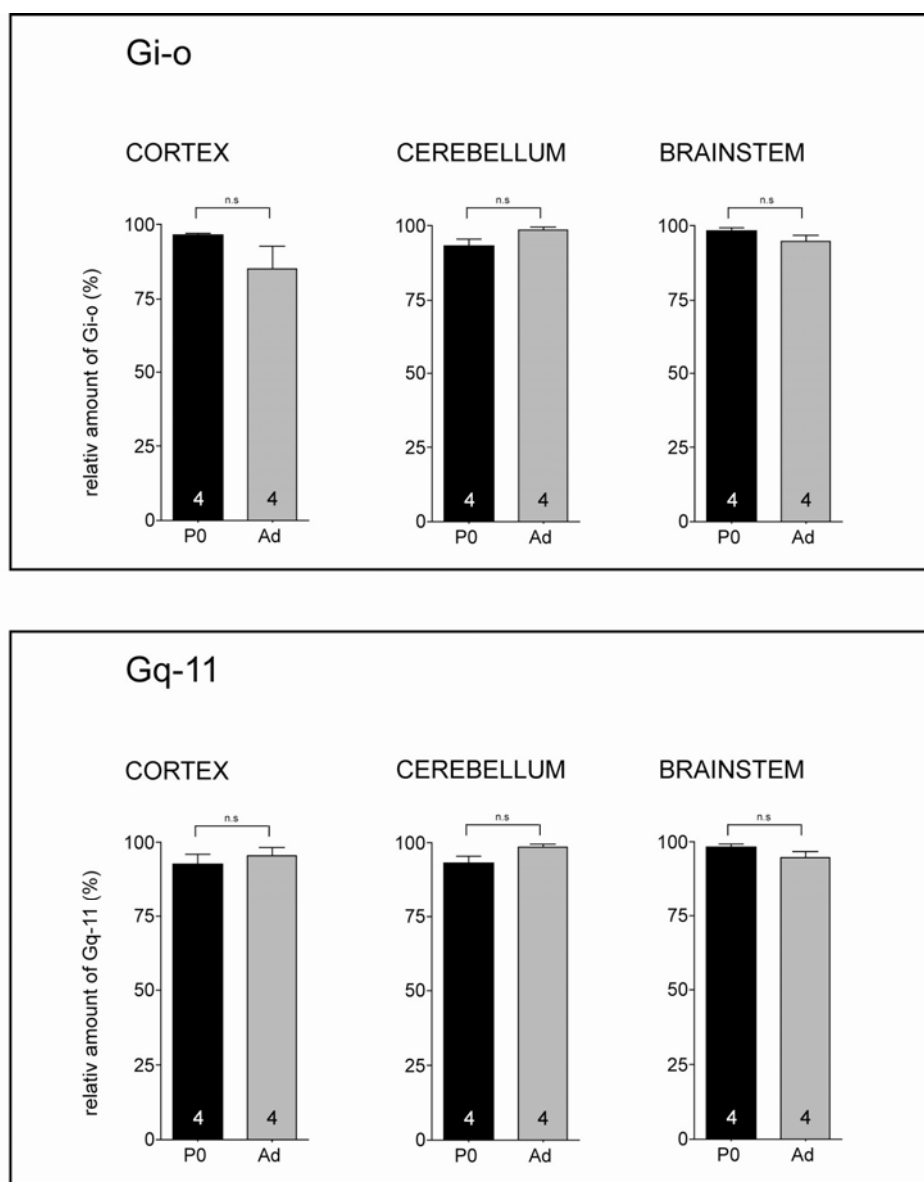 Gi-o
CORTEX CEREBELLUM BRAINSTEM
n.s n.s n.s
relativ amount of Gi-o (%)
100 100 100
75 75 75
50 50 50
25 25 25
4 4 4 4 4 4
0 0 0
P0 Ad P0 Ad P0 Ad
Gq-11
CORTEX CEREBELLUM BRAINSTEM
n.s n.s n.s
relativ amount of Gq-11 (%)
100 100 100
75 75 75
50 50 50
25 25 25
4 4 4 4 4 4
0 0 0
P0 Ad P0 Ad P0 Ad